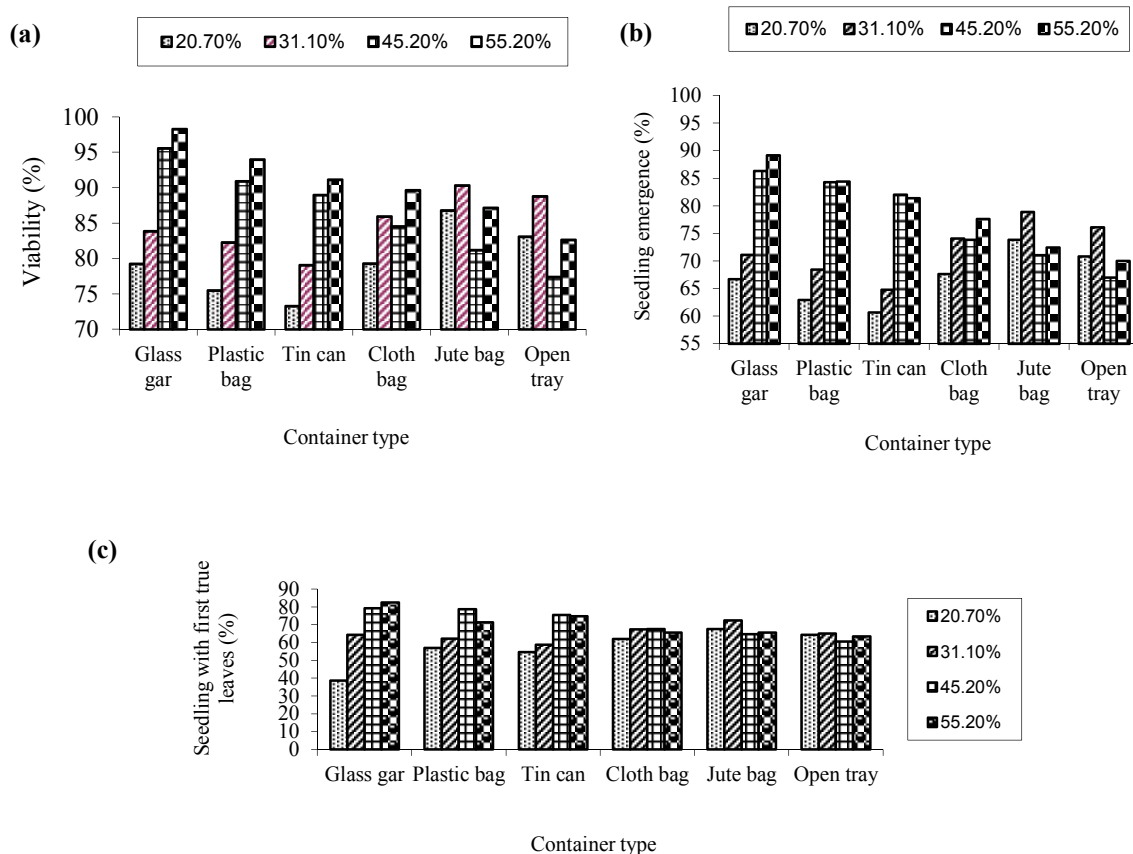 (a)
20.70% 31.10% 45.20% 55.20%
Viability (%)
100
95
90
85
80
75
70
Glass gar Plastic bag Tin can Cloth bag Jute bag Open tray
Container type
(b)
20.70% 31.10% 45.20% 55.20%
Seedling emergence (%)
100
95
90
85
80
75
70
65
60
55
Glass gar Plastic bag Tin can Cloth bag Jute bag Open tray
Container type
(c)
Seedling with first true
leaves (%)
90
80
70
60
50
40
30
20
10
0
Glass gar Plastic bag Tin can Cloth bag Jute bag Open tray
20.70%
31.10%
45.20%
55.20%
Container type